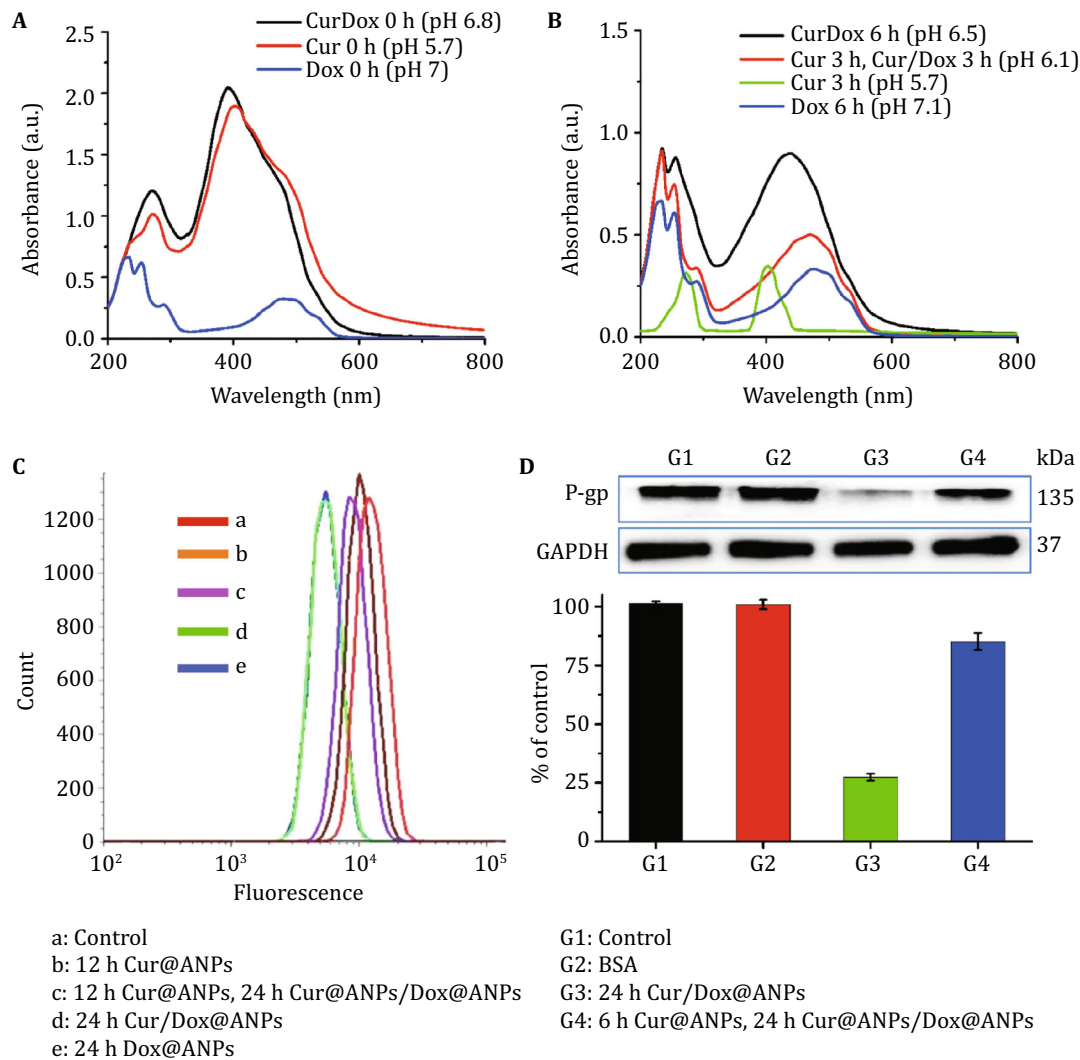 A
CurDox 0 h (pH 6.8)
Cur 0 h (pH 5.7)
Dox 0 h (pH 7)
2.5
2.0
1.5
1.0
0.5
0.0
Absorbance (a.u.)
200 400 600 800
Wavelength (nm)
B
CurDox 6 h (pH 6.5)
Cur 3 h, Cur/Dox 3 h (pH 6.1)
Cur 3 h (pH 5.7)
Dox 6 h (pH 7.1)
1.5
1.0
0.5
0.0
Absorbance (a.u.)
200 400 600 800
Wavelength (nm)
C
1200
1000
800
600
400
200
0
Count
a
b
c
d
e
10² 10³ 10⁴ 10⁵
Fluorescence
a: Control
b: 12 h Cur@ANPs
c: 12 h Cur@ANPs, 24 h Cur@ANPs/Dox@ANPs
d: 24 h Cur/Dox@ANPs
e: 24 h Dox@ANPs
D
G1 G2 G3 G4 kDa
P-gp 135
GAPDH 37
100
75
50
25
0
% of control
G1 G2 G3 G4
G1: Control
G2: BSA
G3: 24 h Cur/Dox@ANPs
G4: 6 h Cur@ANPs, 24 h Cur@ANPs/Dox@ANPs